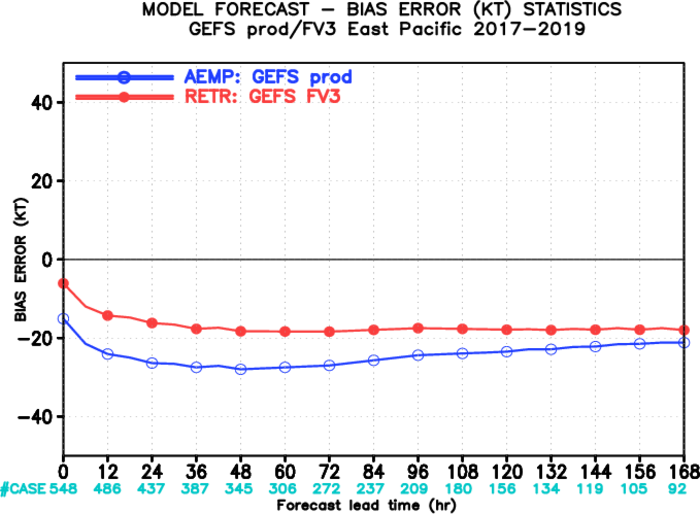 MODEL FORECAST – BIAS ERROR (KT) STATISTICS
GEFS prod/FV3 East Pacific 2017–2019
AEMP: GEFS prod
RETR: GEFS FV3
BIAS ERROR (KT)
40
20
0
–20
–40
0 12 24 36 48 60 72 84 96 108 120 132 144 156 168
#CASE 548 486 437 387 345 306 272 237 209 180 156 134 119 105 92
Forecast lead time (hr)